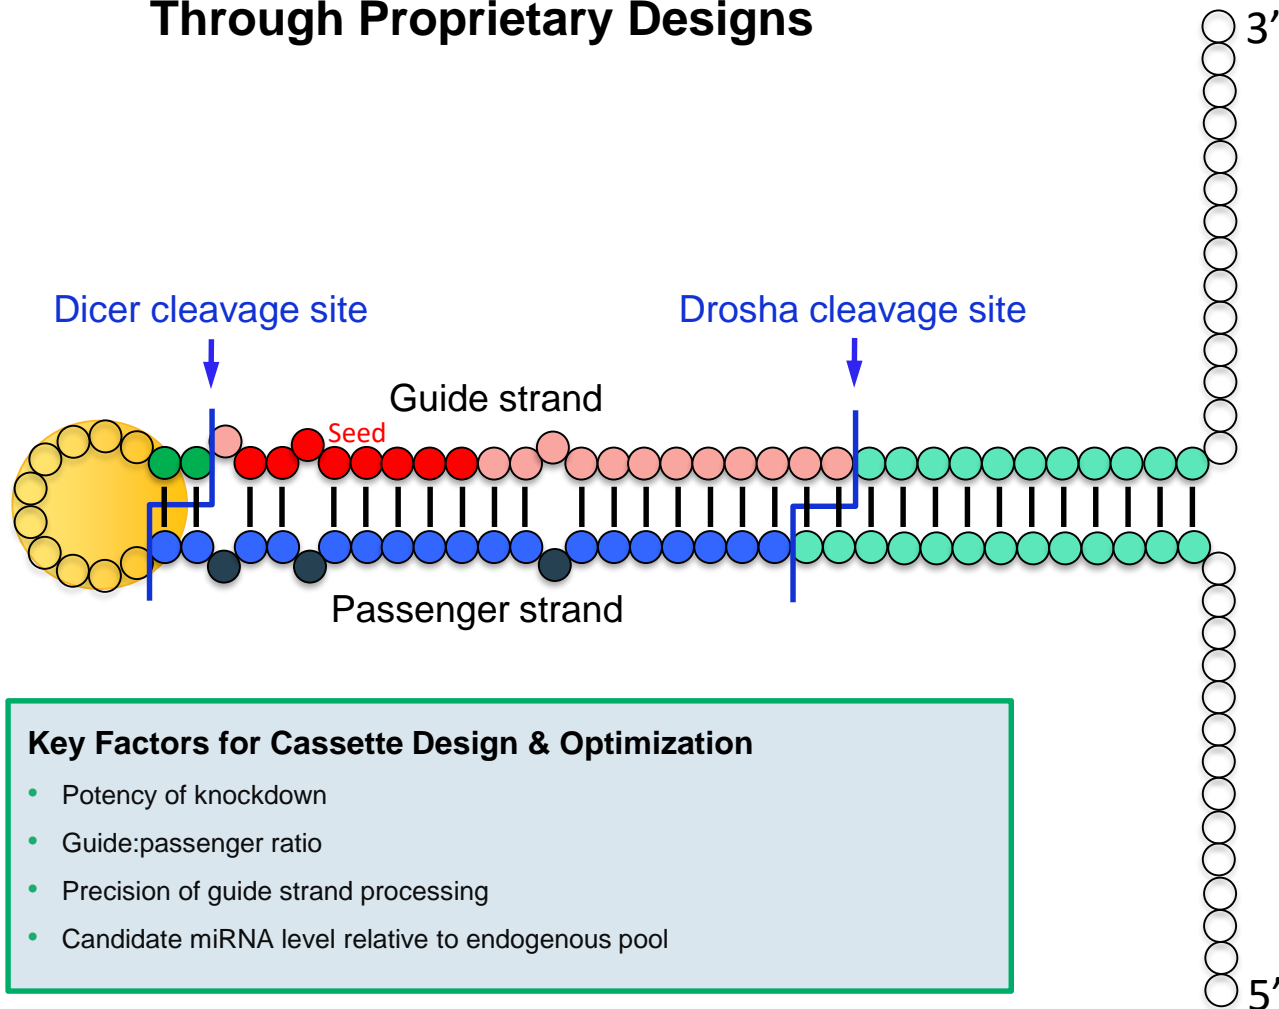 Through Proprietary Designs
3’
Dicer cleavage site
Drosha cleavage site
Guide strand
Seed
Passenger strand
Key Factors for Cassette Design & Optimization
• Potency of knockdown
• Guide:passenger ratio
• Precision of guide strand processing
• Candidate miRNA level relative to endogenous pool
5’